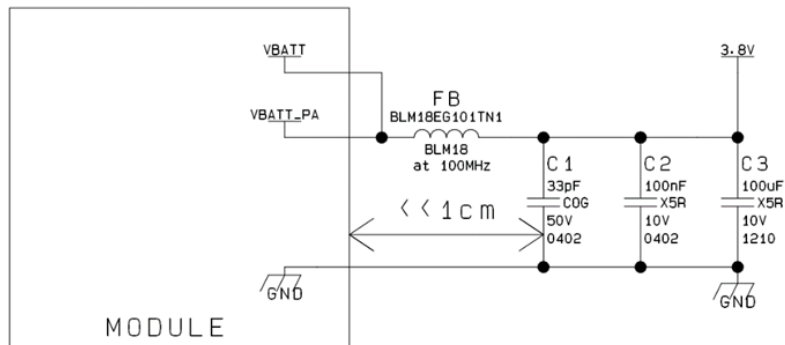 VBATT
3.8V
FB
VBATT_PA
BLM18EG101TN1
BLM18
at 100MHz
C1
33pF
C0G
50V
0402
C2
100nF
X5R
10V
0402
C3
100uF
X5R
10V
1210
<<1cm
GND
GND
MODULE